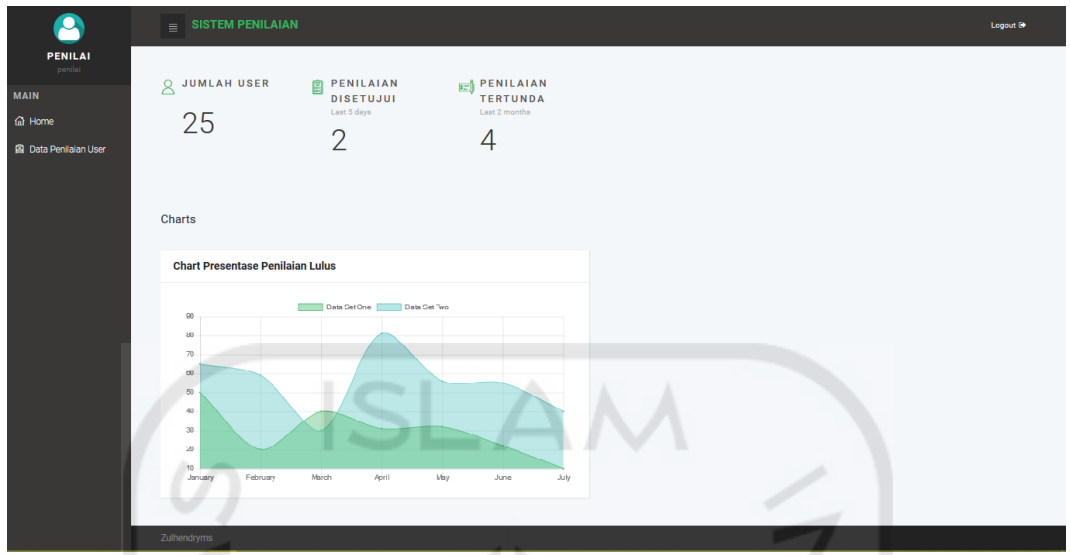 SISTEM PENILAIAN
Logout
PENILAI
penilai
MAIN
Home
Data Penilaian User
JUMLAH USER
25
PENILAIAN
DISETUJUI
Last 3 days
2
PENILAIAN
TERTUNDA
Last 2 months
4
Charts
Chart Presentase Penilaian Lulus
Data Set One Data Set Two
90
80
70
60
50
40
30
20
10
January February March April May June July
ISLAM
Zulhendryms